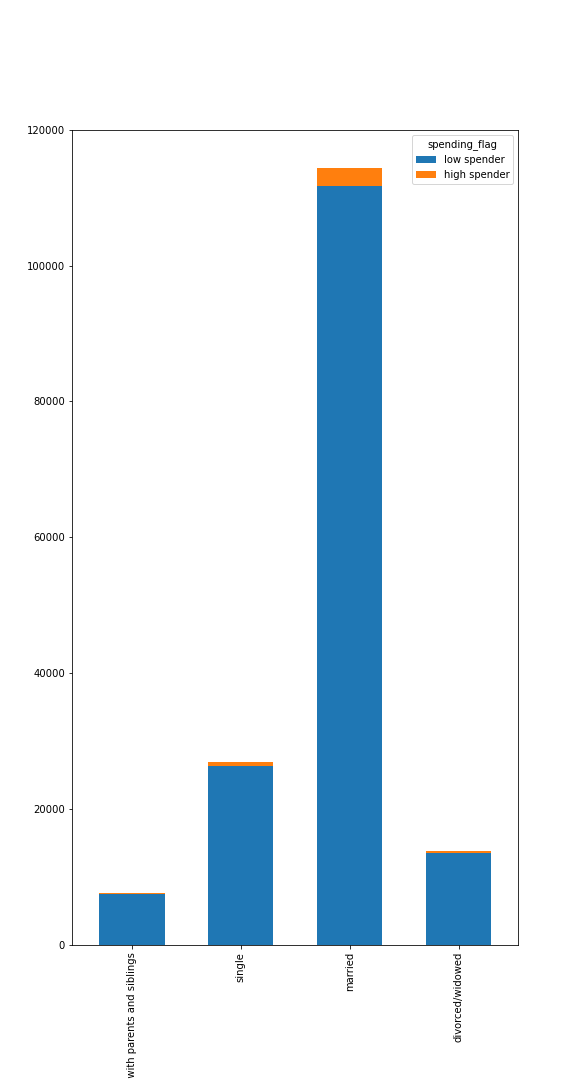 120000
100000
80000
60000
40000
20000
0
spending_flag
low spender
high spender
with parents and siblings
single
married
divorced/widowed